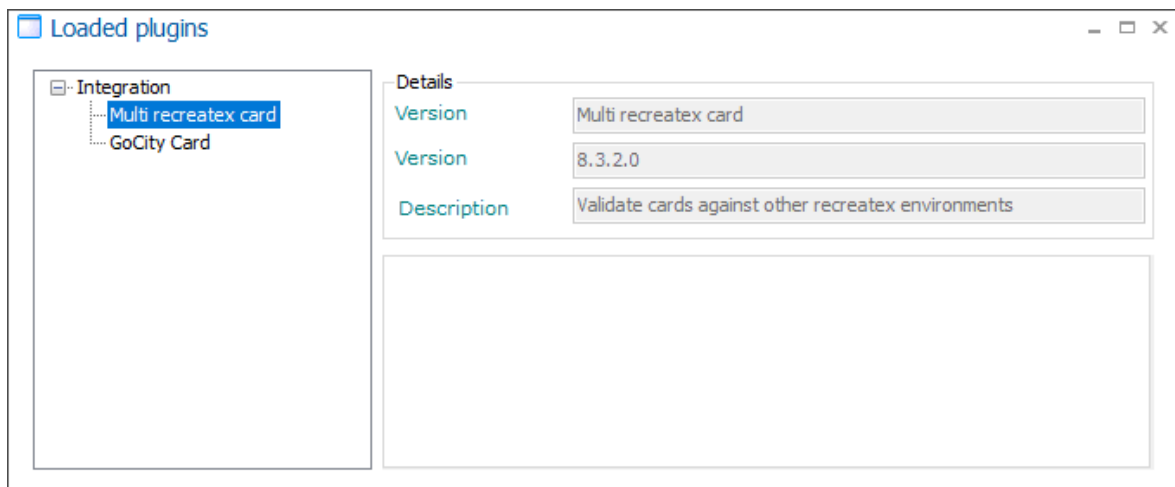 Loaded plugins
Integration
Multi recreatex card
GoCity Card
Details
Version Multi recreatex card
Version 8.3.2.0
Description Validate cards against other recreatex environments